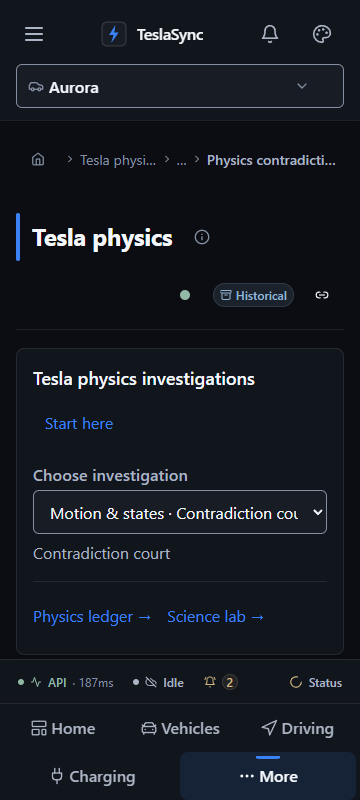 TeslaSync
Aurora
Tesla physi... > ... > Physics contradicti...
Tesla physics
Historical
Tesla physics investigations
Start here
Choose investigation
Motion & states · Contradiction cou
Contradiction court
Physics ledger → Science lab →
API · 187ms Idle 2 Status
Home Vehicles Driving
Charging ··· More